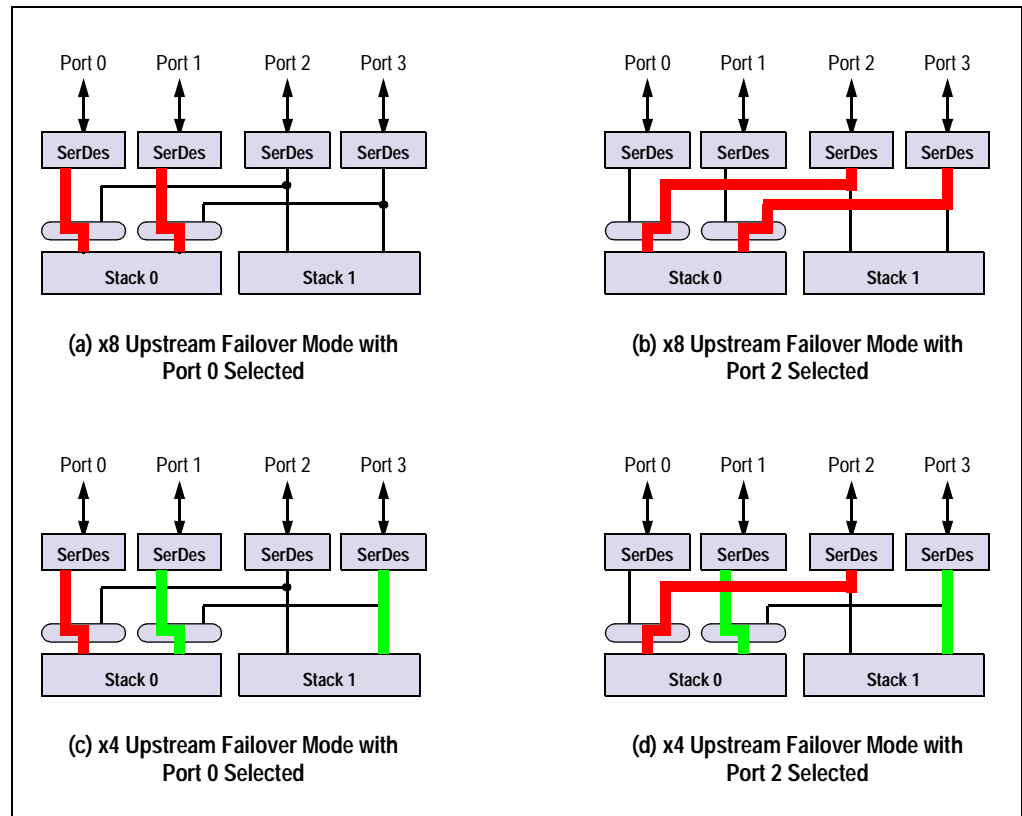 Port 0 Port 1 Port 2 Port 3
SerDes SerDes SerDes SerDes
Stack 0 Stack 1
(a) x8 Upstream Failover Mode with
Port 0 Selected
Port 0 Port 1 Port 2 Port 3
SerDes SerDes SerDes SerDes
Stack 0 Stack 1
(b) x8 Upstream Failover Mode with
Port 2 Selected
Port 0 Port 1 Port 2 Port 3
SerDes SerDes SerDes SerDes
Stack 0 Stack 1
(c) x4 Upstream Failover Mode with
Port 0 Selected
Port 0 Port 1 Port 2 Port 3
SerDes SerDes SerDes SerDes
Stack 0 Stack 1
(d) x4 Upstream Failover Mode with
Port 2 Selected